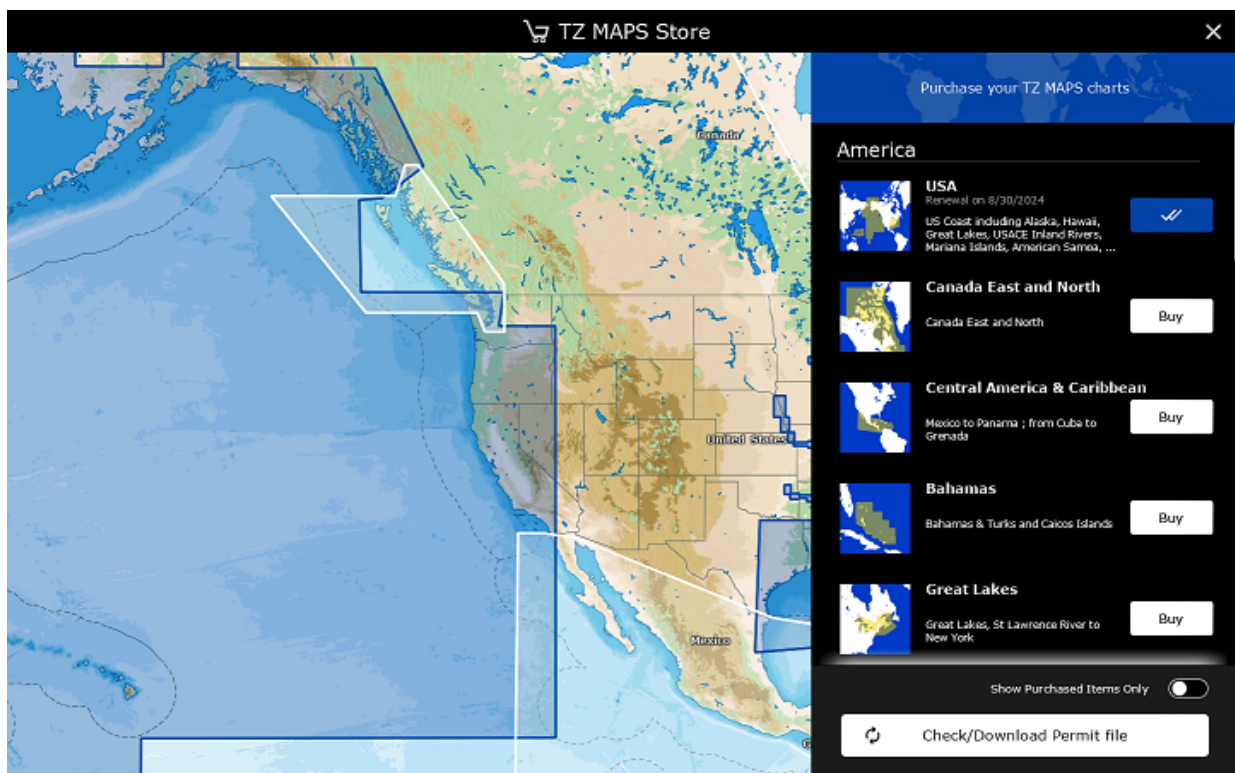 TZ MAPS Store
Purchase your TZ MAPS charts
America
USA
Renewal on 8/30/2024
US Coast including Alaska, Hawaii,
Great Lakes, USACE Inland Rivers,
Mariana Islands, American Samoa, ...
Canada East and North
Canada East and North
Buy
Central America & Caribbean
Mexico to Panama ; from Cuba to
Grenada
Buy
Bahamas
Bahamas & Turks and Caicos Islands
Buy
Great Lakes
Great Lakes, St Lawrence River to
New York
Buy
Show Purchased Items Only
Check/Download Permit file
Canada
United States
Mexico